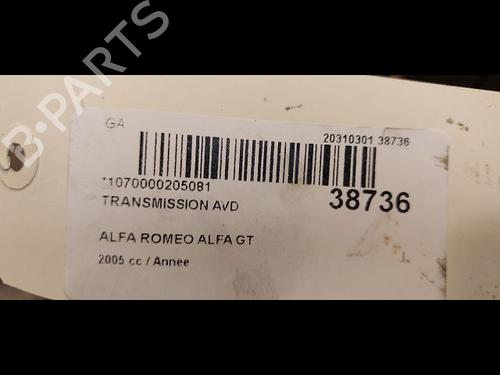 B-PARTS
GA
20310301 38736
*1070000205081
38736
TRANSMISSION AVD
ALFA ROMEO ALFA GT
2005 cc / Annee